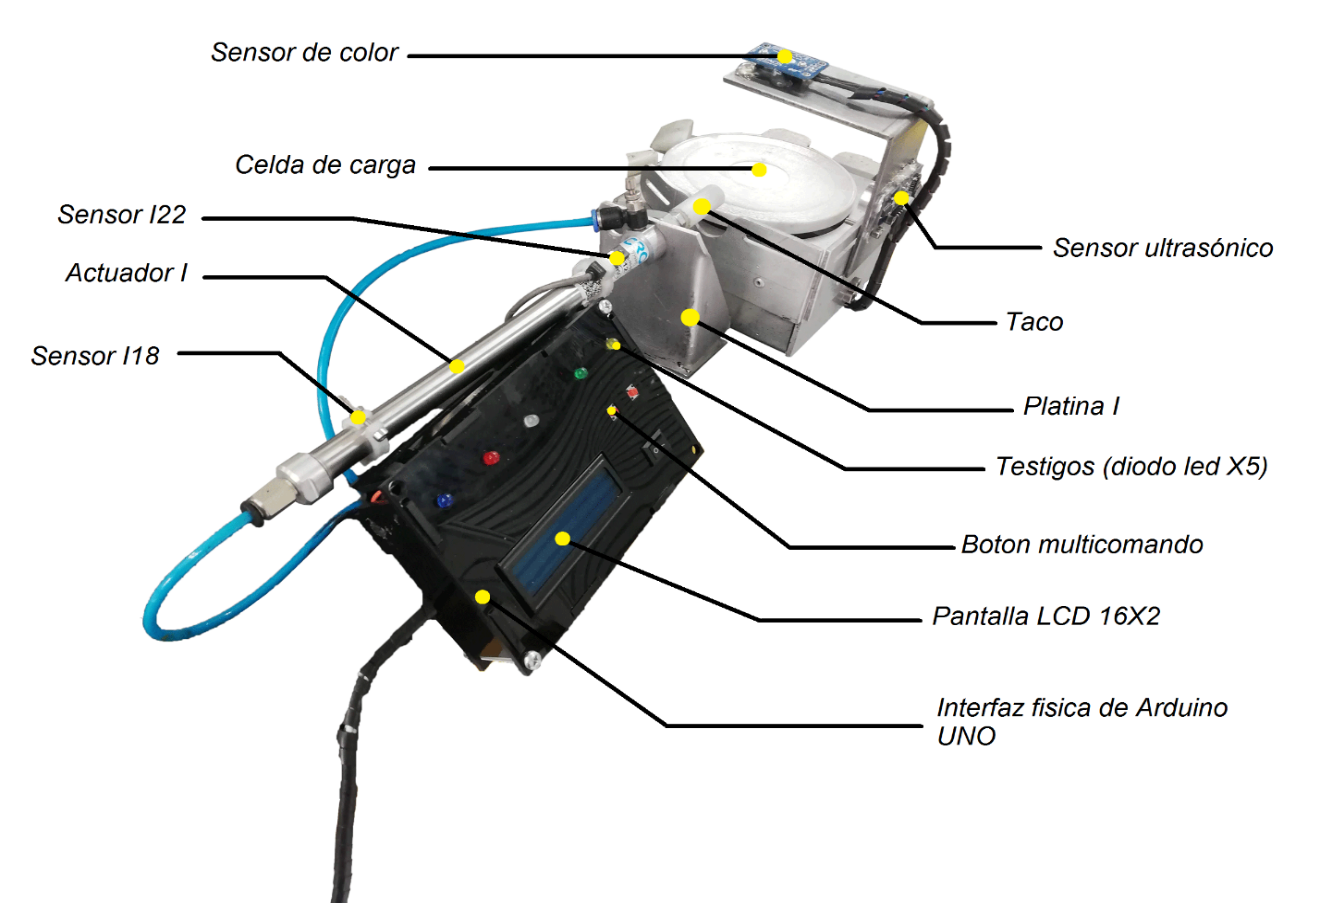 Sensor de color
Celda de carga
Sensor I22
Actuador I
Sensor I18
Sensor ultrasónico
Taco
Platina I
Testigos (diodo led X5)
Boton multicomando
Pantalla LCD 16X2
Interfaz fisica de Arduino
UNO